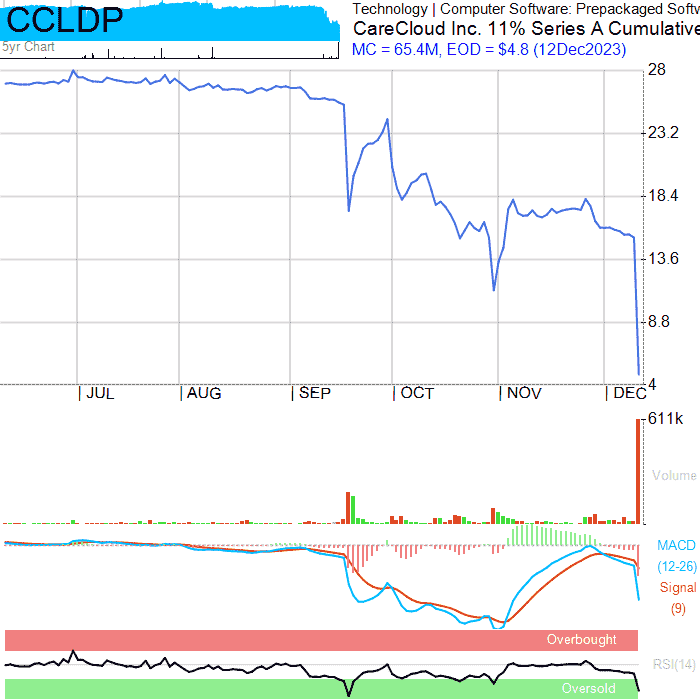 CCLDP
5yr Chart
Technology | Computer Software: Prepackaged Softw
CareCloud Inc. 11% Series A Cumulative
MC = 65.4M, EOD = $4.8 (12Dec2023)
28
23.2
18.4
13.6
8.8
4
JUL AUG SEP OCT NOV DEC
611k
Volume
MACD
(12-26)
Signal
(9)
Overbought
RSI(14)
Oversold